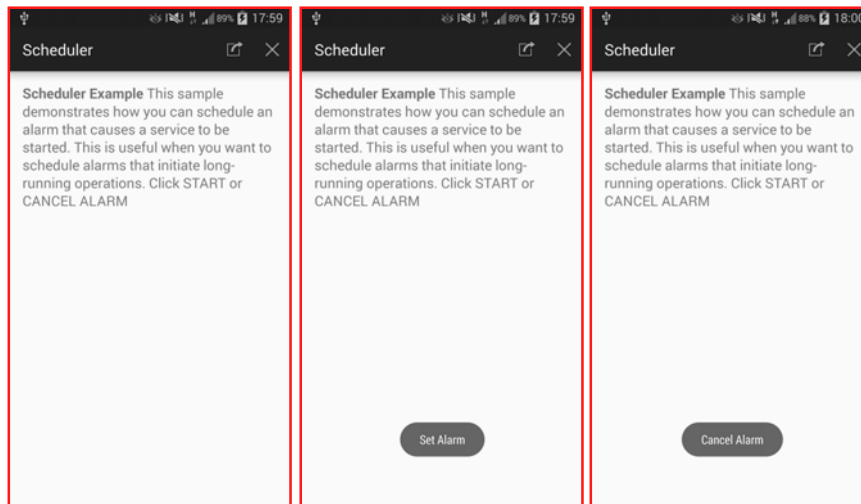 89% 17:59
Scheduler
Scheduler Example This sample
demonstrates how you can schedule an
alarm that causes a service to be
started. This is useful when you want to
schedule alarms that initiate long-
running operations. Click START or
CANCEL ALARM
H 89% 17:59
Scheduler
Scheduler Example This sample
demonstrates how you can schedule an
alarm that causes a service to be
started. This is useful when you want to
schedule alarms that initiate long-
running operations. Click START or
CANCEL ALARM
Set Alarm
H 88% 18:00
Scheduler
Scheduler Example This sample
demonstrates how you can schedule an
alarm that causes a service to be
started. This is useful when you want to
schedule alarms that initiate long-
running operations. Click START or
CANCEL ALARM
Cancel Alarm